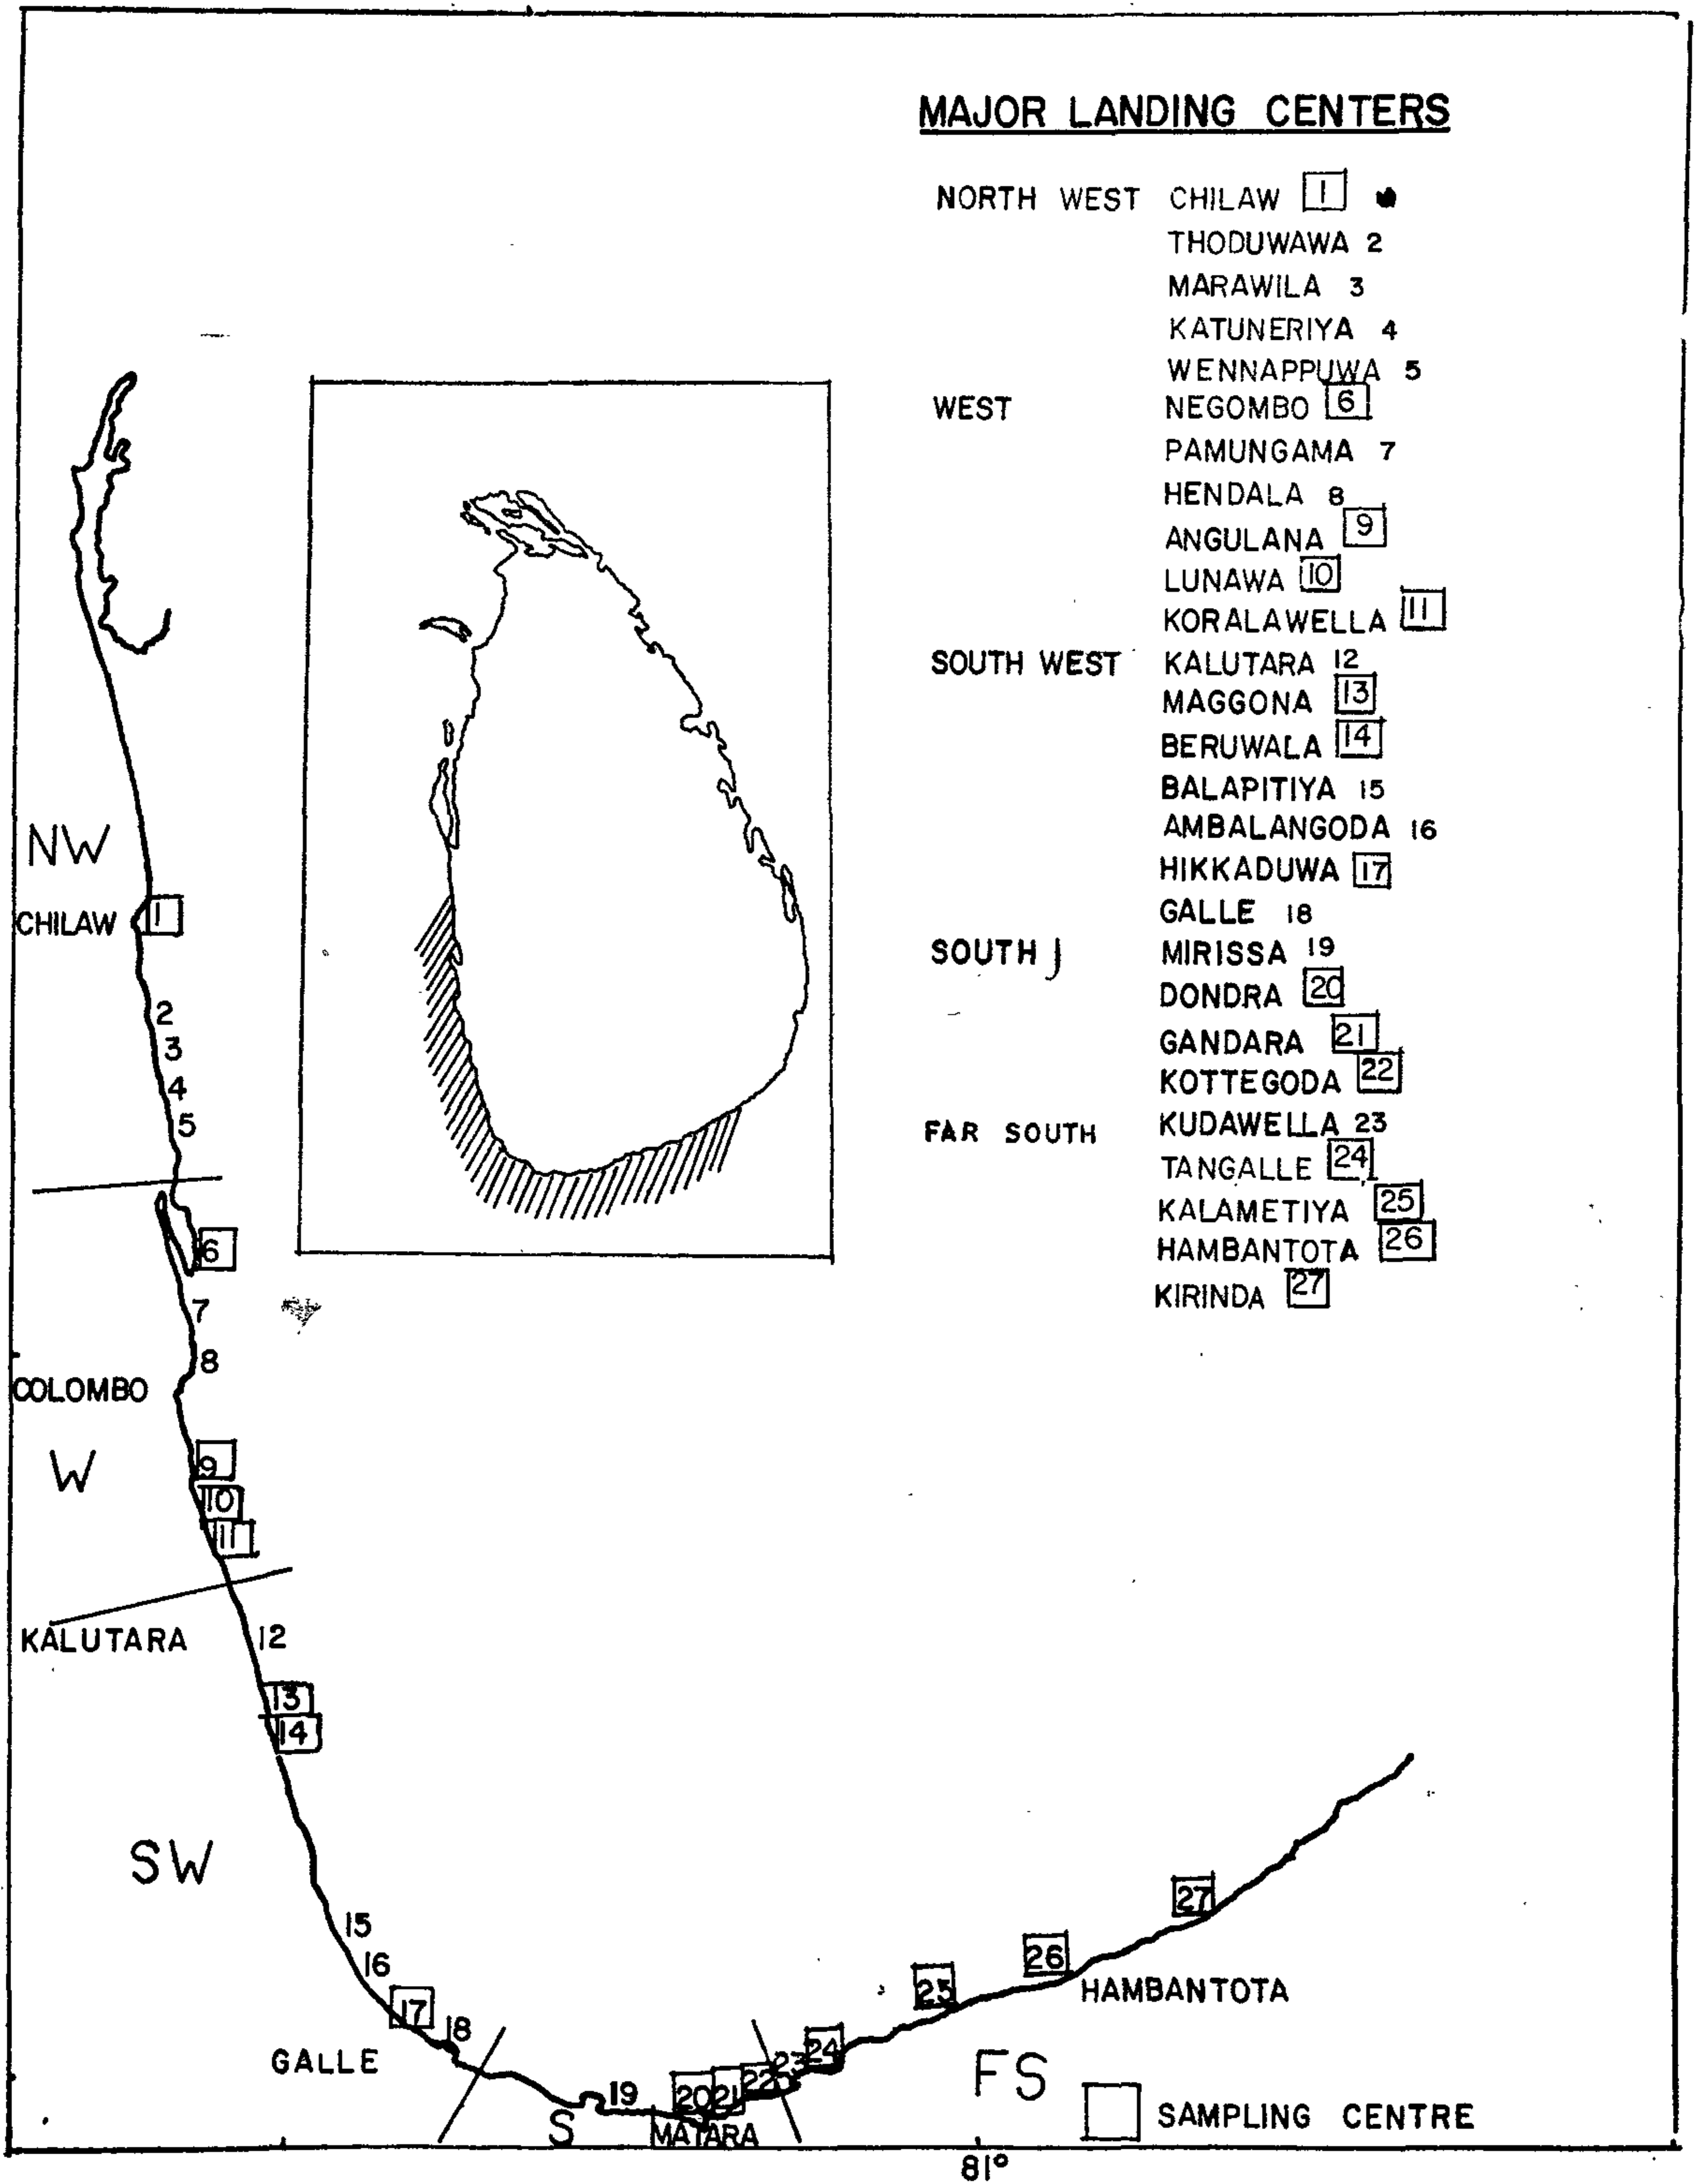 MAJOR LANDING CENTERS
NORTH WEST CHILAW 1
THODUWAWA 2
MARAWILA 3
KATUNERIYA 4
WENNAPPUWA 5
WEST NEGOMBO 6
PAMUNGAMA 7
HENDALA 8
ANGULANA 9
LUNAWA 10
KORALAWELLA 11
SOUTH WEST KALUTARA 12
MAGGONA 13
BERUWALA 14
BALAPITIYA 15
AMBALANGODA 16
HIKKADUWA 17
GALLE 18
SOUTH MIRISSA 19
DONDRA 20
GANDARA 21
KOTTEGODA 22
FAR SOUTH KUDAWELLA 23
TANGALLE 24
KALAMETIYA 25
HAMBANTOTA 26
KIRINDA 27
NW
CHILAW 1
2
3
4
5
6
7
8
COLOMBO
W
9
10
11
KALUTARA 12
13
14
SW
15
16
17
18
GALLE
19
S
20 21 22 23 24
MATARA
25
26
27
HAMBANTOTA
FS
SAMPLING CENTRE
81°